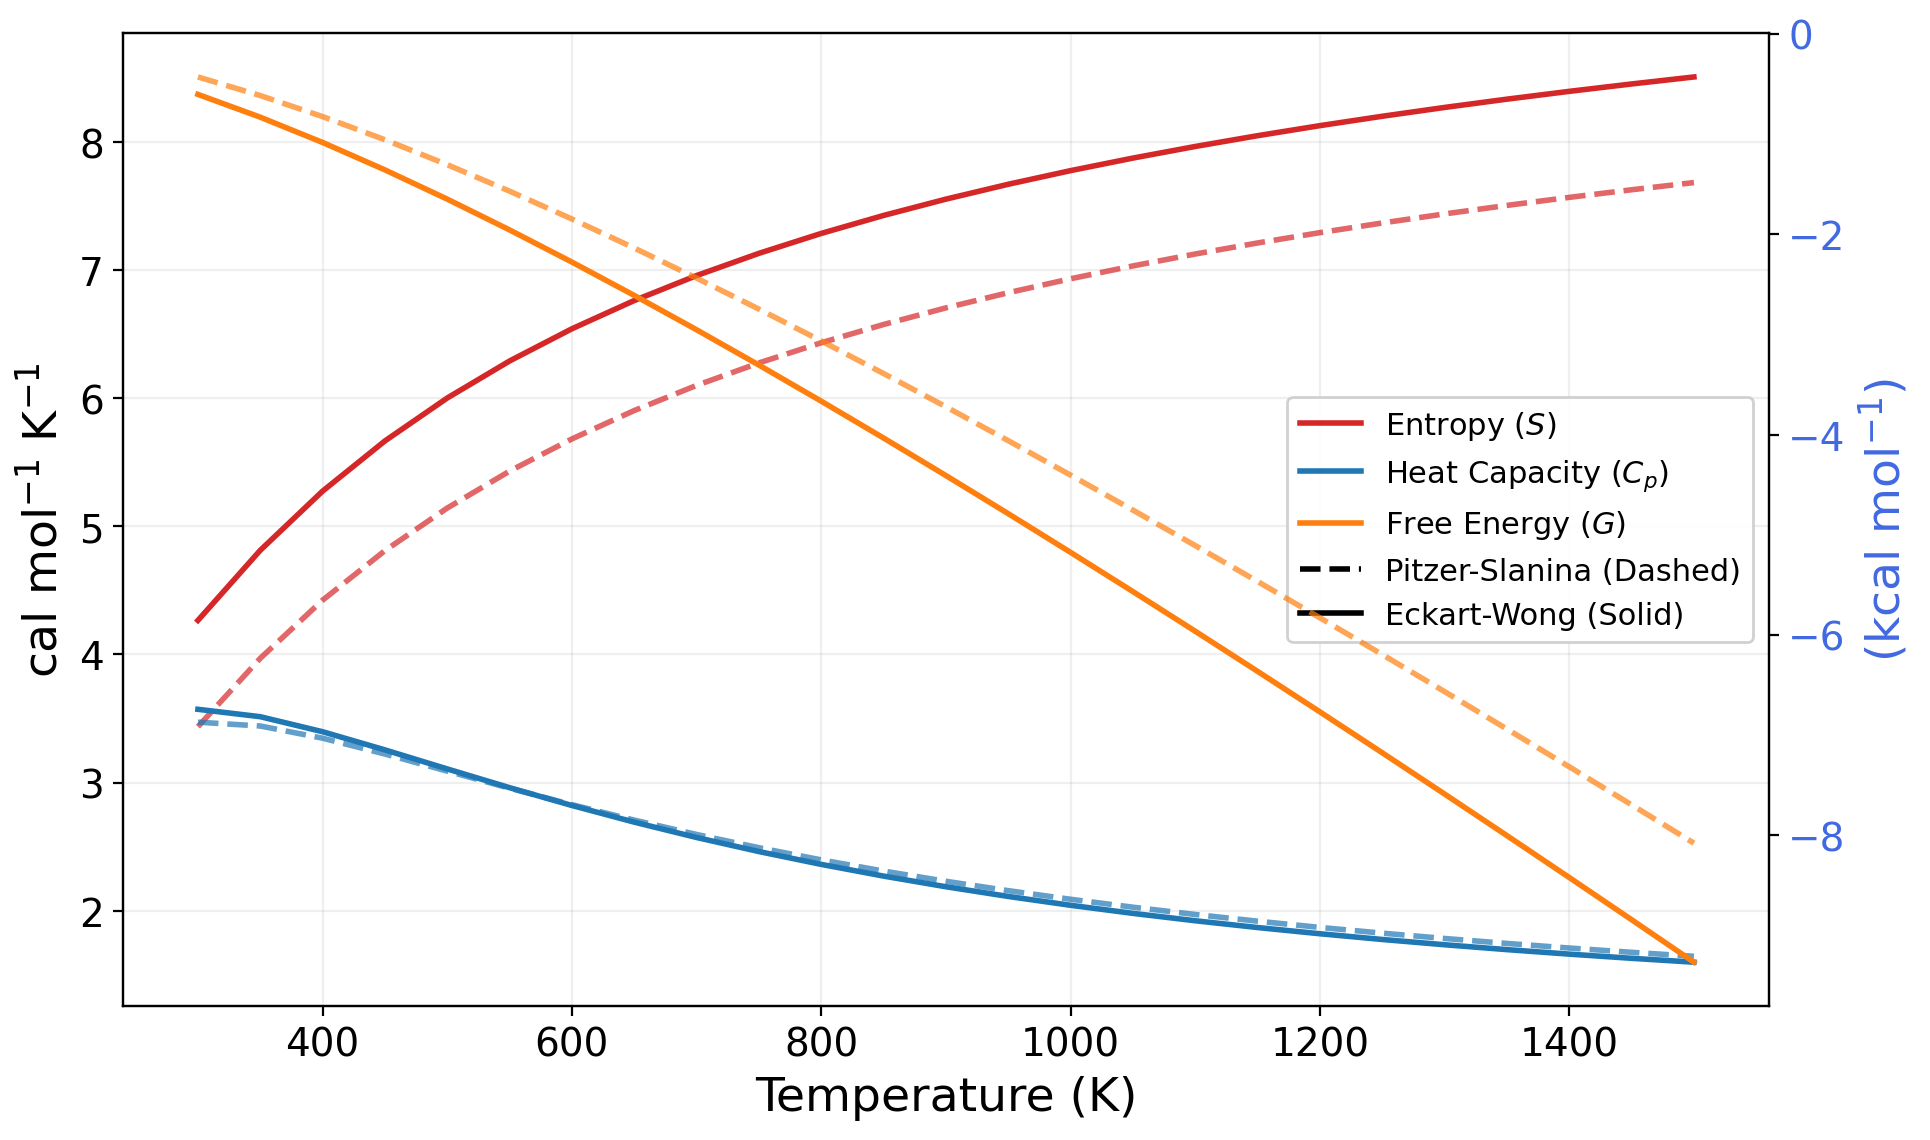 8
7
6
5
4
3
2
cal mol⁻¹ K⁻¹
0
−2
−4
−6
−8
(kcal mol⁻¹)
Entropy (S)
Heat Capacity (Cₚ)
Free Energy (G)
Pitzer-Slanina (Dashed)
Eckart-Wong (Solid)
400 600 800 1000 1200 1400
Temperature (K)